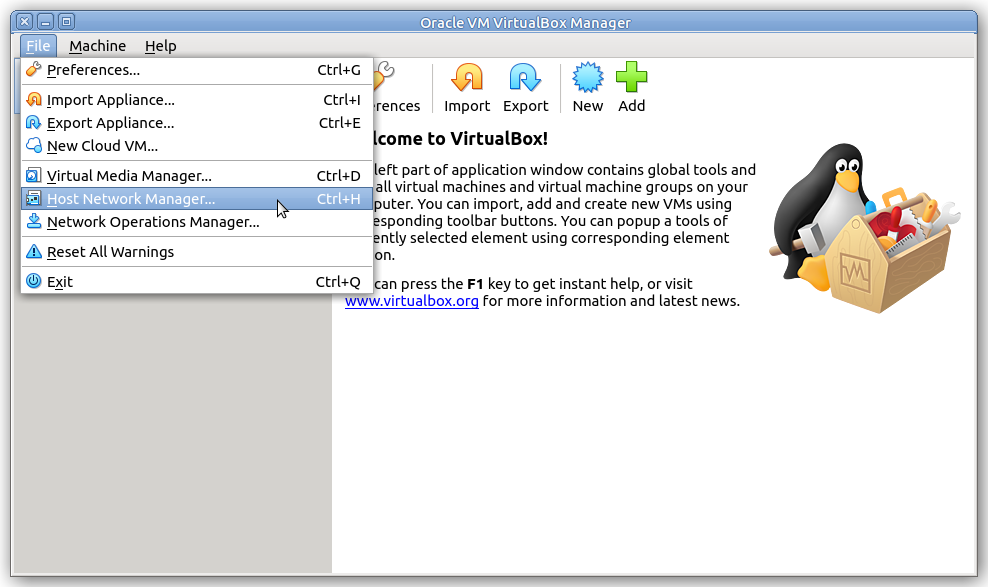 Oracle VM VirtualBox Manager
File Machine Help
Preferences... Ctrl+G
Import Appliance... Ctrl+I
Export Appliance... Ctrl+E
New Cloud VM...
Virtual Media Manager... Ctrl+D
Host Network Manager... Ctrl+H
Network Operations Manager... 
Reset All Warnings
Exit Ctrl+Q
erences Import Export New Add
lcome to VirtualBox!
left part of application window contains global tools and
all virtual machines and virtual machine groups on your
puter. You can import, add and create new VMs using
esponding toolbar buttons. You can popup a tools of
ently selected element using corresponding element
on.
can press the F1 key to get instant help, or visit
www.virtualbox.org for more information and latest news.